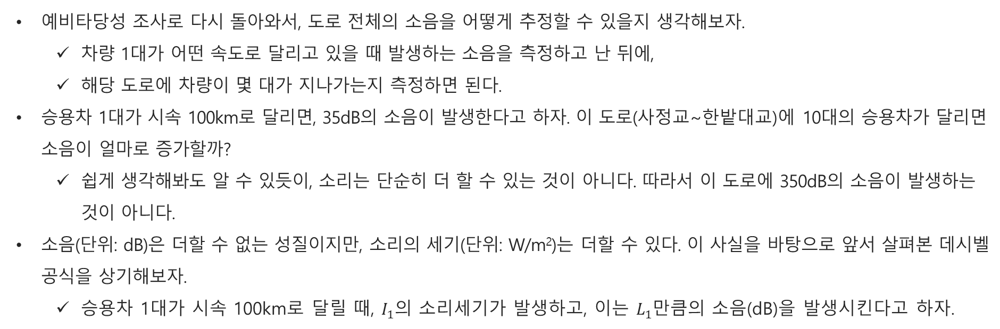 • 예비타당성 조사로 다시 돌아와서, 도로 전체의 소음을 어떻게 추정할 수 있을지 생각해보자.
✓ 차량 1대가 어떤 속도로 달리고 있을 때 발생하는 소음을 측정하고 난 뒤에,
✓ 해당 도로에 차량이 몇 대가 지나가는지 측정하면 된다.
• 승용차 1대가 시속 100km로 달리면, 35dB의 소음이 발생한다고 하자. 이 도로(사정교~한밭대교)에 10대의 승용차가 달리면
소음이 얼마로 증가할까?
✓ 쉽게 생각해봐도 알 수 있듯이, 소리는 단순히 더 할 수 있는 것이 아니다. 따라서 이 도로에 350dB의 소음이 발생하는
것이 아니다.
• 소음(단위: dB)은 더할 수 없는 성질이지만, 소리의 세기(단위: W/m²)는 더할 수 있다. 이 사실을 바탕으로 앞서 살펴본 데시벨
공식을 상기해보자.
✓ 승용차 1대가 시속 100km로 달릴 때, I₁의 소리세기가 발생하고, 이는 L₁만큼의 소음(dB)을 발생시킨다고 하자.